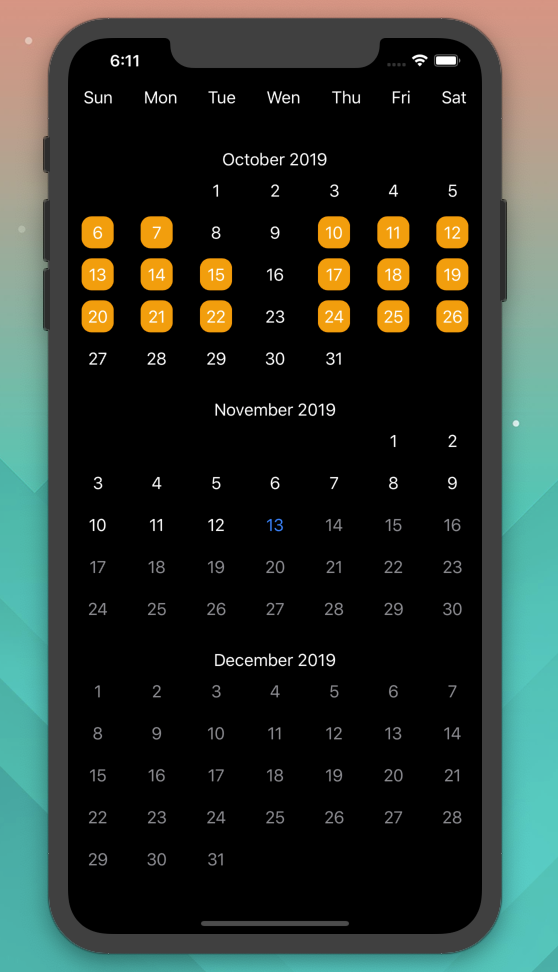 6:11
Sun Mon Tue Wen Thu Fri Sat
October 2019
1 2 3 4 5
6 7 8 9 10 11 12
13 14 15 16 17 18 19
20 21 22 23 24 25 26
27 28 29 30 31
November 2019
1 2
3 4 5 6 7 8 9
10 11 12 13 14 15 16
17 18 19 20 21 22 23
24 25 26 27 28 29 30
December 2019
1 2 3 4 5 6 7
8 9 10 11 12 13 14
15 16 17 18 19 20 21
22 23 24 25 26 27 28
29 30 31